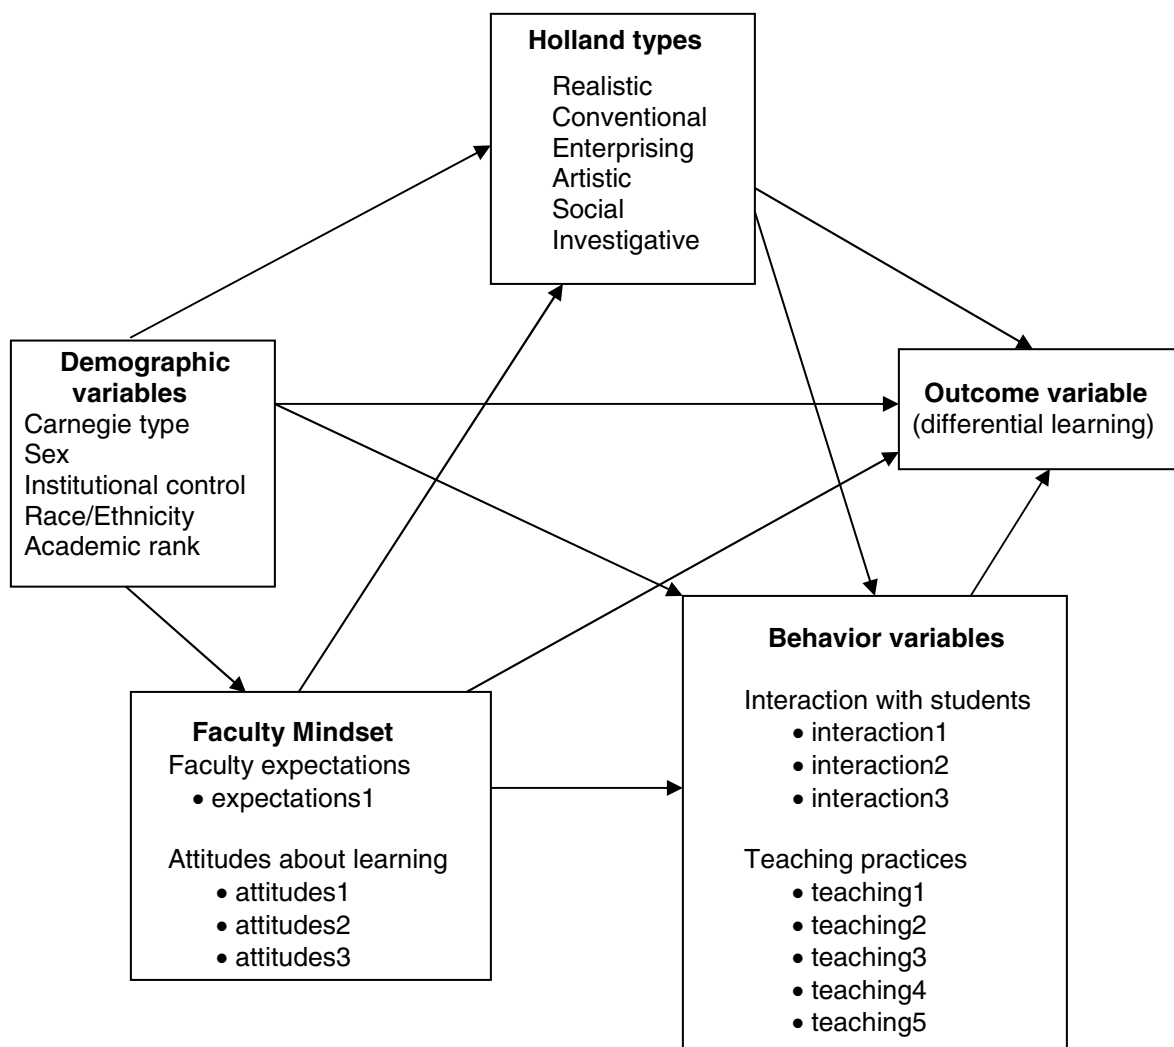 Holland types
Realistic
Conventional
Enterprising
Artistic
Social
Investigative
Demographic
variables
Carnegie type
Sex
Institutional control
Race/Ethnicity
Academic rank
Outcome variable
(differential learning)
Faculty Mindset
Faculty expectations
• expectations1
Attitudes about learning
• attitudes1
• attitudes2
• attitudes3
Behavior variables
Interaction with students
• interaction1
• interaction2
• interaction3
Teaching practices
• teaching1
• teaching2
• teaching3
• teaching4
• teaching5